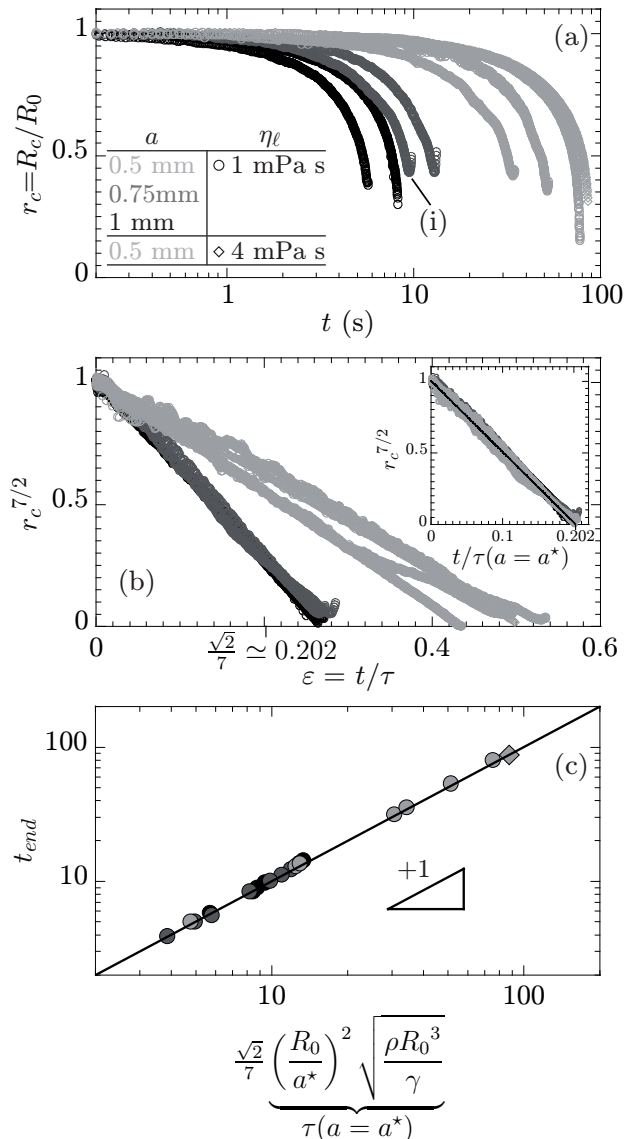 (a)
r_c=R_c/R_0
1
0.5
0
a η_ℓ
0.5 mm ○ 1 mPa s
0.75mm
1 mm
0.5 mm ◇ 4 mPa s
(i)
1 10 100
t (s)
(b)
r_c^{7/2}
1
0.5
0
0 √2/7 ≃ 0.202 0.4 0.6
ε = t/τ
r_c^{7/2}
1
0.5
0
0 0.1 0.202
t/τ(a = a⋆)
(c)
t_{end}
100
10
+1
10 100
√2/7 (R_0/a⋆)^2 √(ρR_0^3/γ)
τ(a = a⋆)